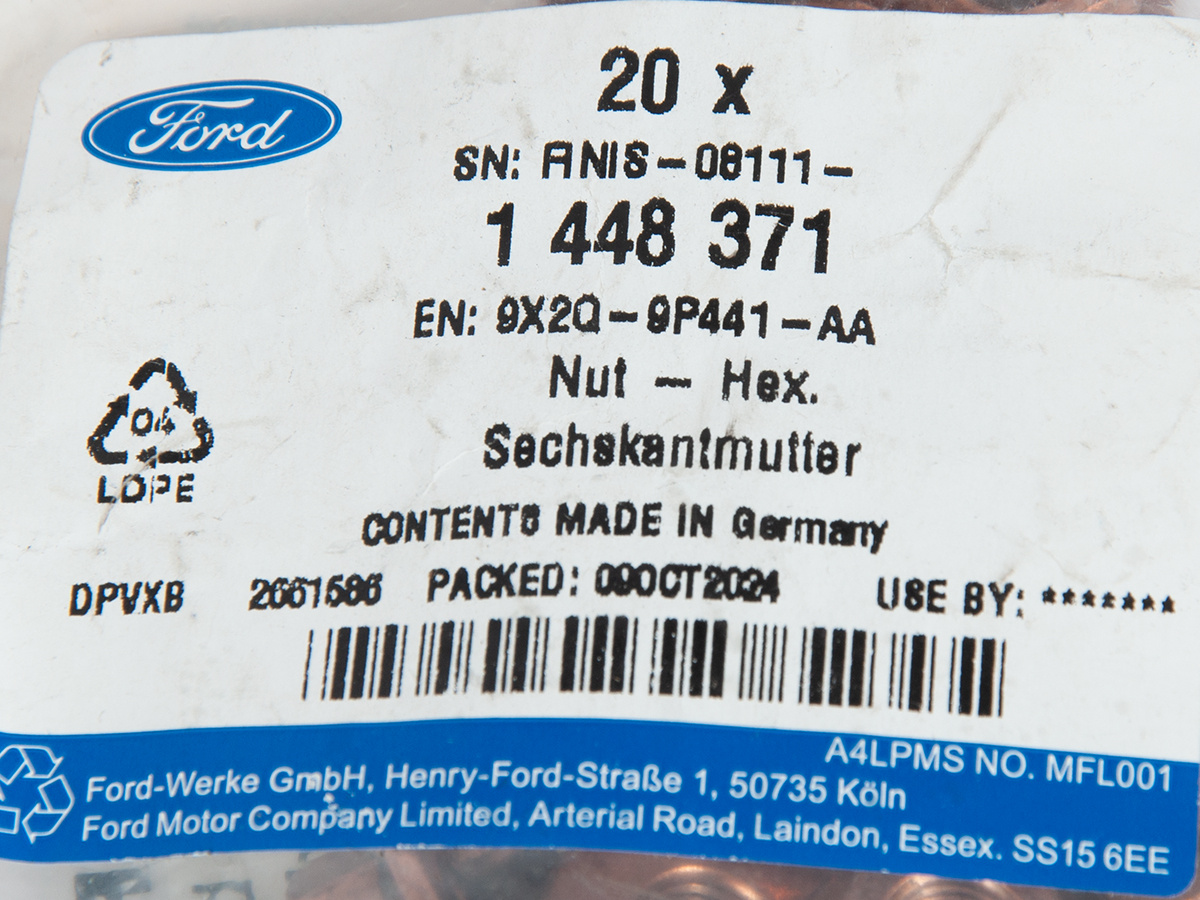 Ford
20 x
SN: ANIS-08111-
1 448 371
EN: 9X2Q-9P441-AA
Nut - Hex.
Sechskantmutter
04
LDPE
CONTENTS MADE IN Germany
DPVXB 2661586 PACKED: 09OCT2024 USE BY: *******
A4LPMS NO. MFL001
Ford-Werke GmbH, Henry-Ford-Straße 1, 50735 Köln
Ford Motor Company Limited, Arterial Road, Laindon, Essex. SS15 6EE